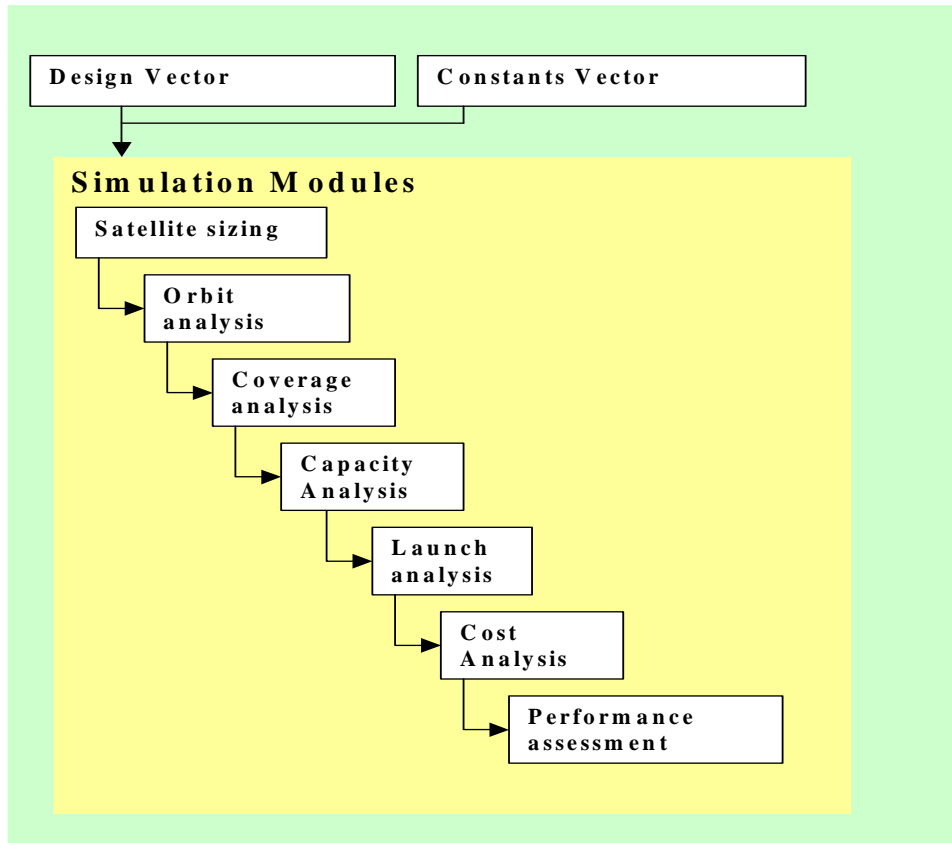 Design Vector
Constants Vector
Simulation Modules
Satellite sizing
Orbit
analysis
Coverage
analysis
Capacity
Analysis
Launch
analysis
Cost
Analysis
Performance
assessment